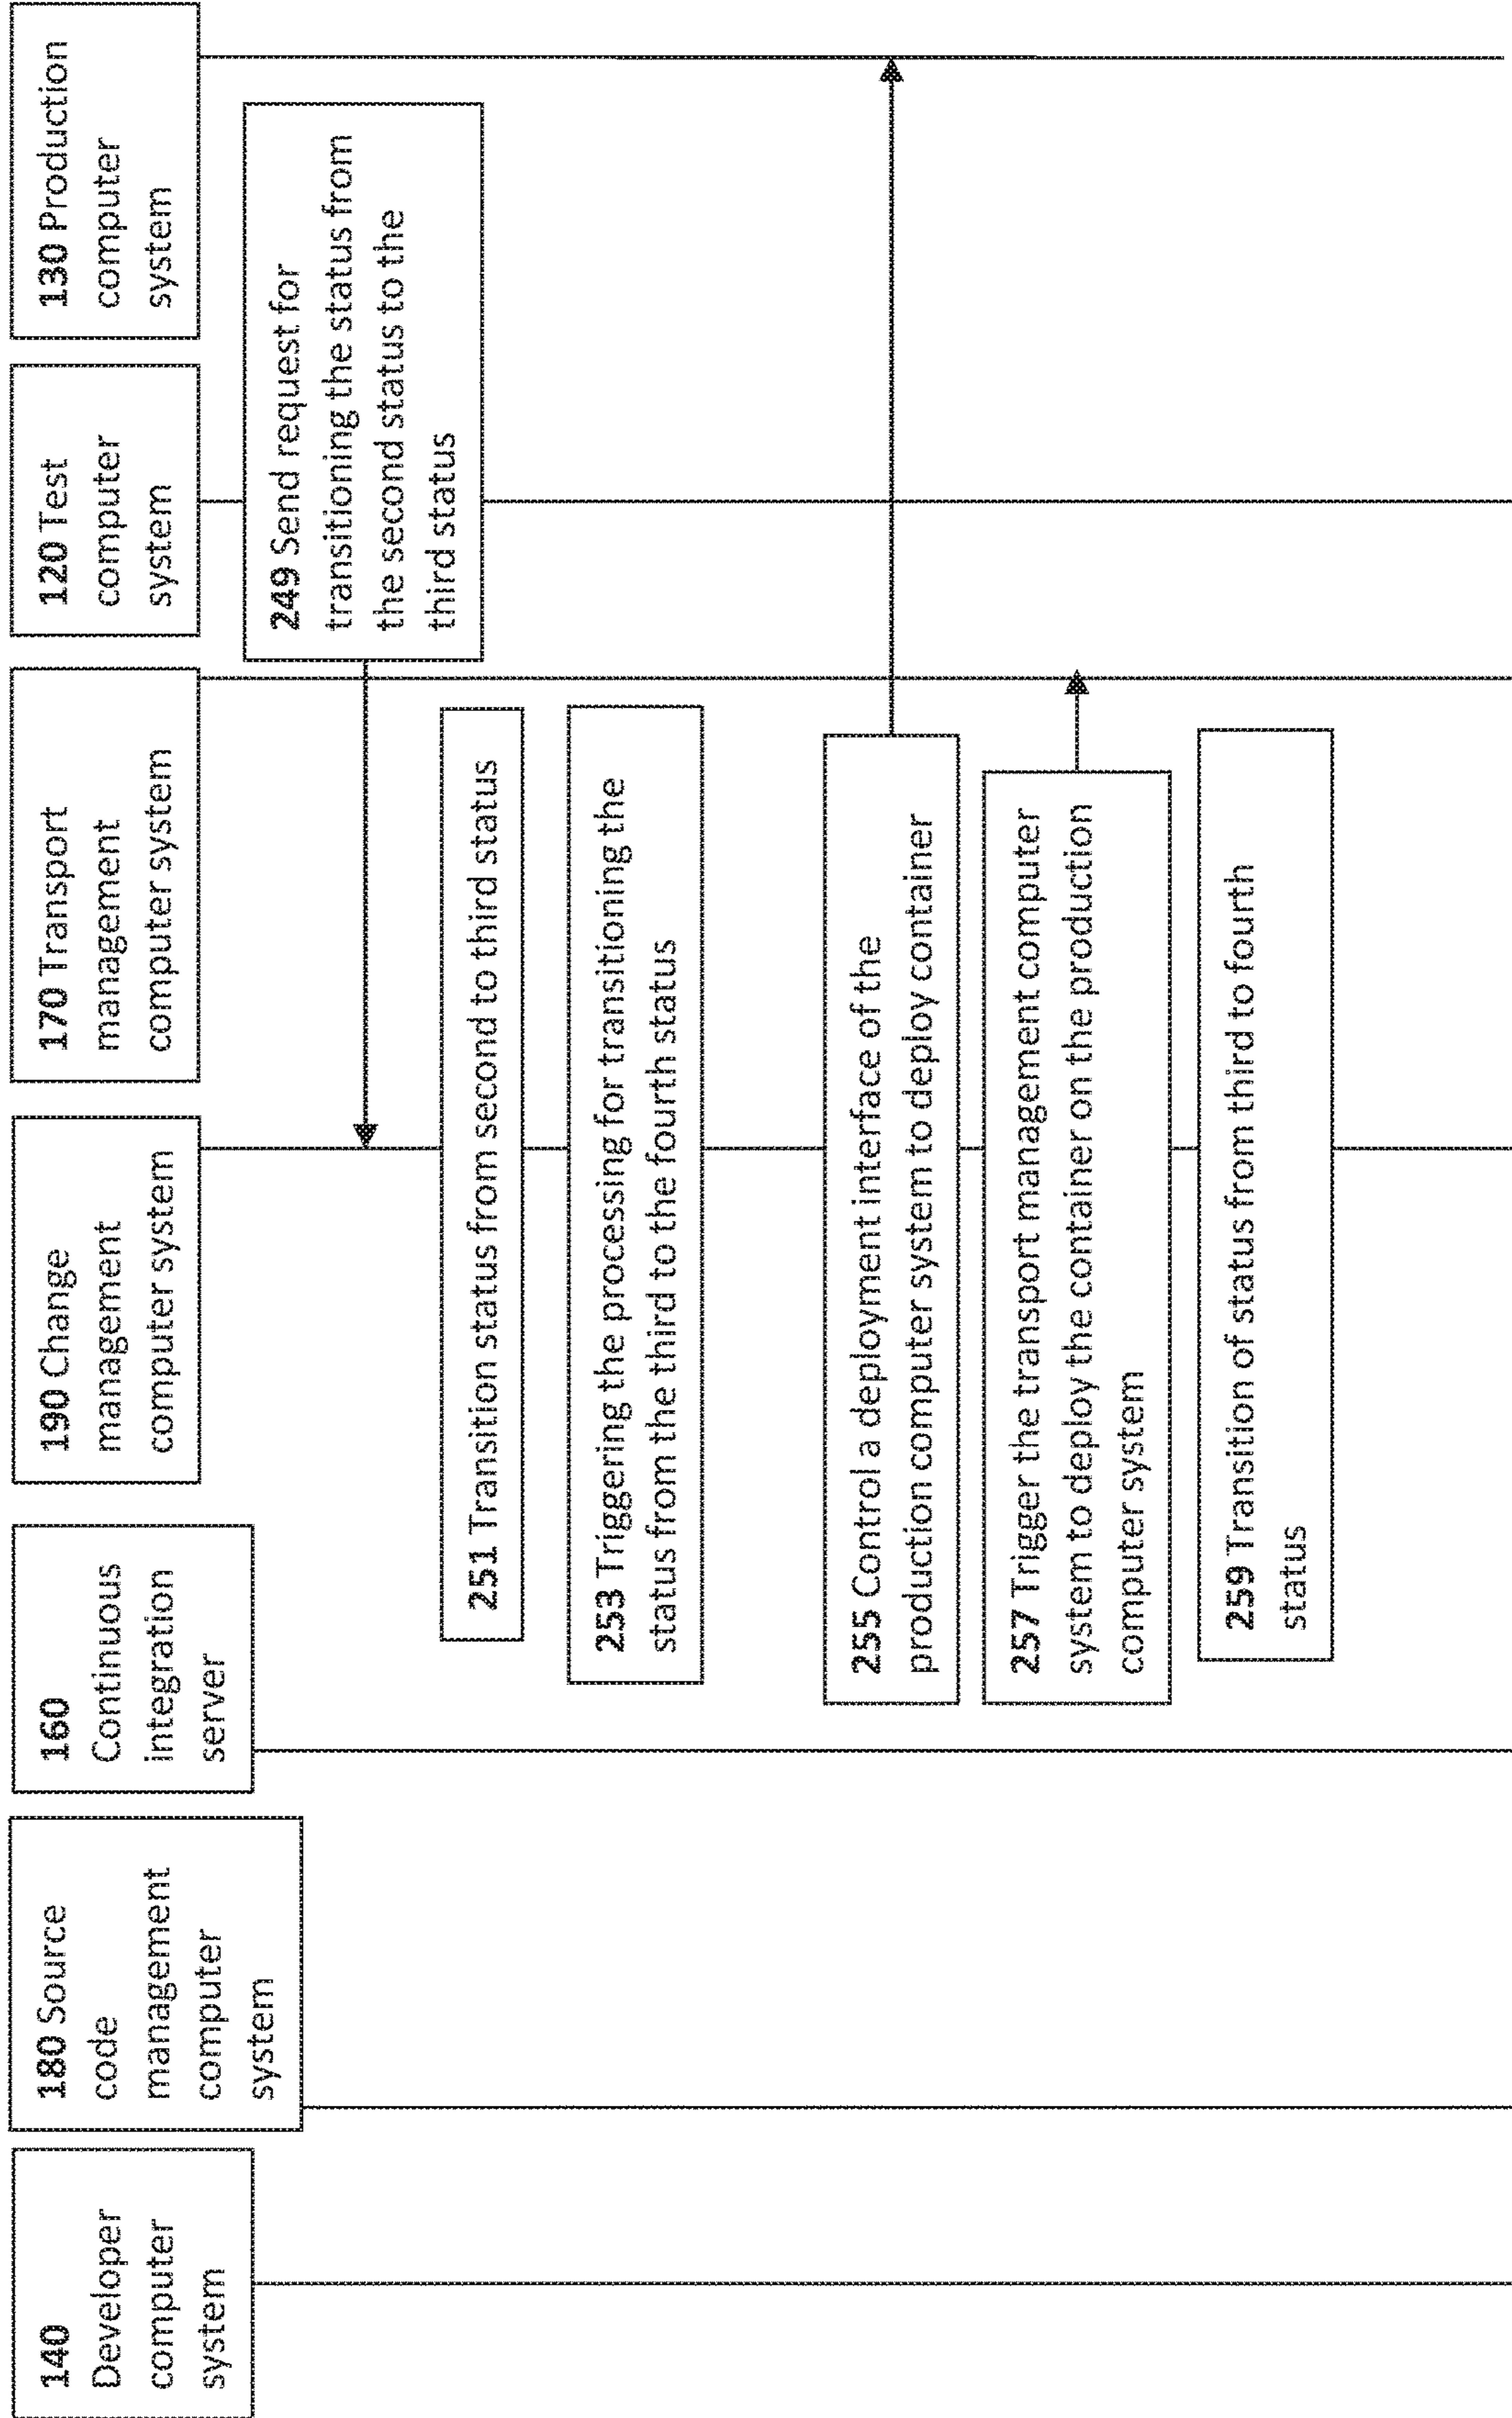 140
Developer
computer
system
180 Source
code
management
computer
system
160
Continuous
integration
server
190 Change
management
computer system
170 Transport
management
computer system
120 Test
computer
system
130 Production
computer
system
249 Send request for
transitioning the status from
the second status to the
third status
251 Transition status from second to third status
253 Triggering the processing for transitioning the
status from the third to the fourth status
255 Control a deployment interface of the
production computer system to deploy container
257 Trigger the transport management computer
system to deploy the container on the production
computer system
259 Transition of status from third to fourth
status